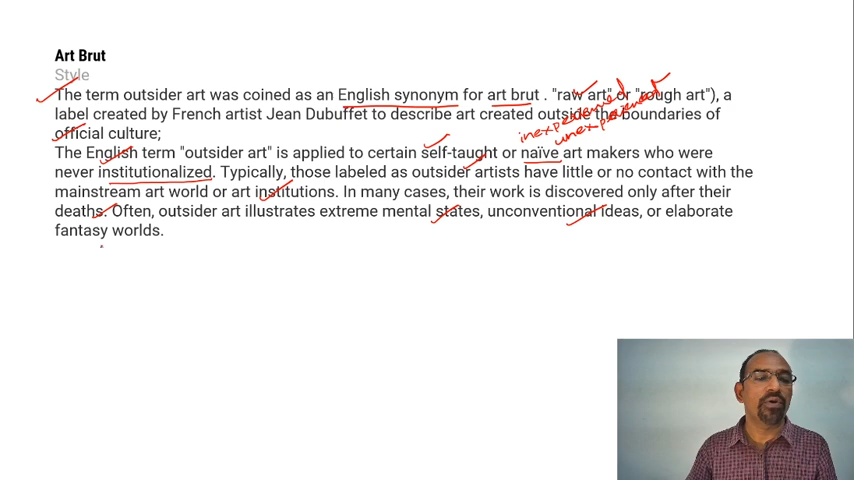 Art Brut
Style
The term outsider art was coined as an English synonym for art brut . "raw art" or "rough art"), a
label created by French artist Jean Dubuffet to describe art created outside the boundaries of
official culture;
inexperienced
unexperienced
The English term "outsider art" is applied to certain self-taught or naïve art makers who were
never institutionalized. Typically, those labeled as outsider artists have little or no contact with the
mainstream art world or art institutions. In many cases, their work is discovered only after their
deaths. Often, outsider art illustrates extreme mental states, unconventional ideas, or elaborate
fantasy worlds.